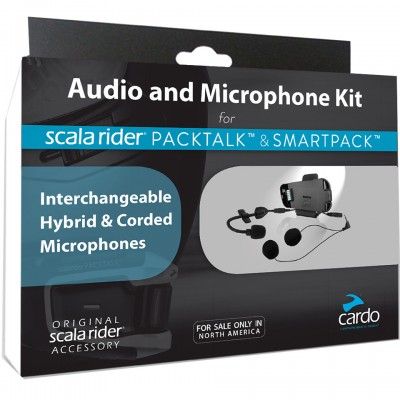 Audio and Microphone Kit
for
scala rider® PACKTALK™ & SMARTPACK™
Interchangeable
Hybrid & Corded
Microphones
ORIGINAL
scala rider
ACCESSORY
FOR SALE ONLY IN
NORTH AMERICA
cardo